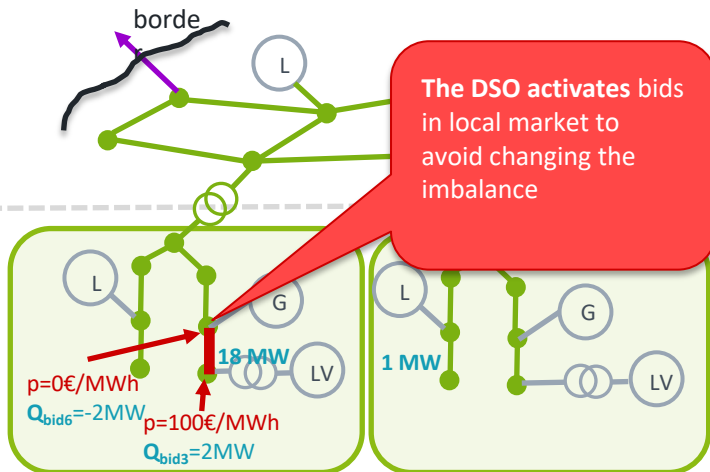 borde
L
The DSO activates bids
in local market to
avoid changing the
imbalance
L
G
18 MW
LV
p=0€/MWh
Qbid6=-2MW
p=100€/MWh
Qbid3=2MW
L
G
1 MW
LV